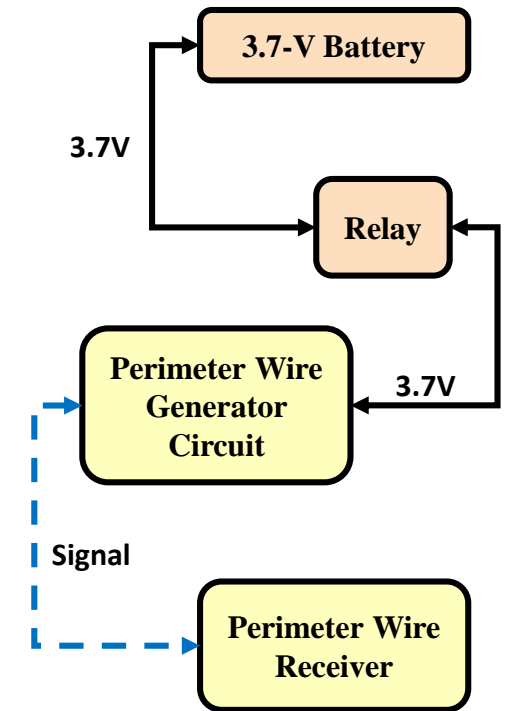 3.7-V Battery
3.7V
Relay
Perimeter Wire
Generator
Circuit
3.7V
Signal
Perimeter Wire
Receiver